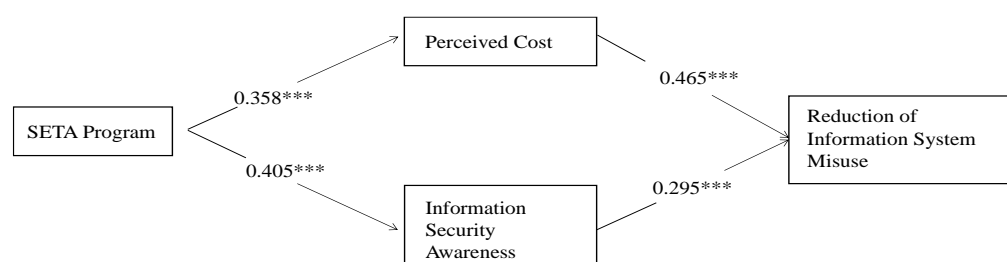 Perceived Cost
0.358***
0.465***
SETA Program
Reduction of
Information System
Misuse
0.405***
0.295***
Information
Security
Awareness